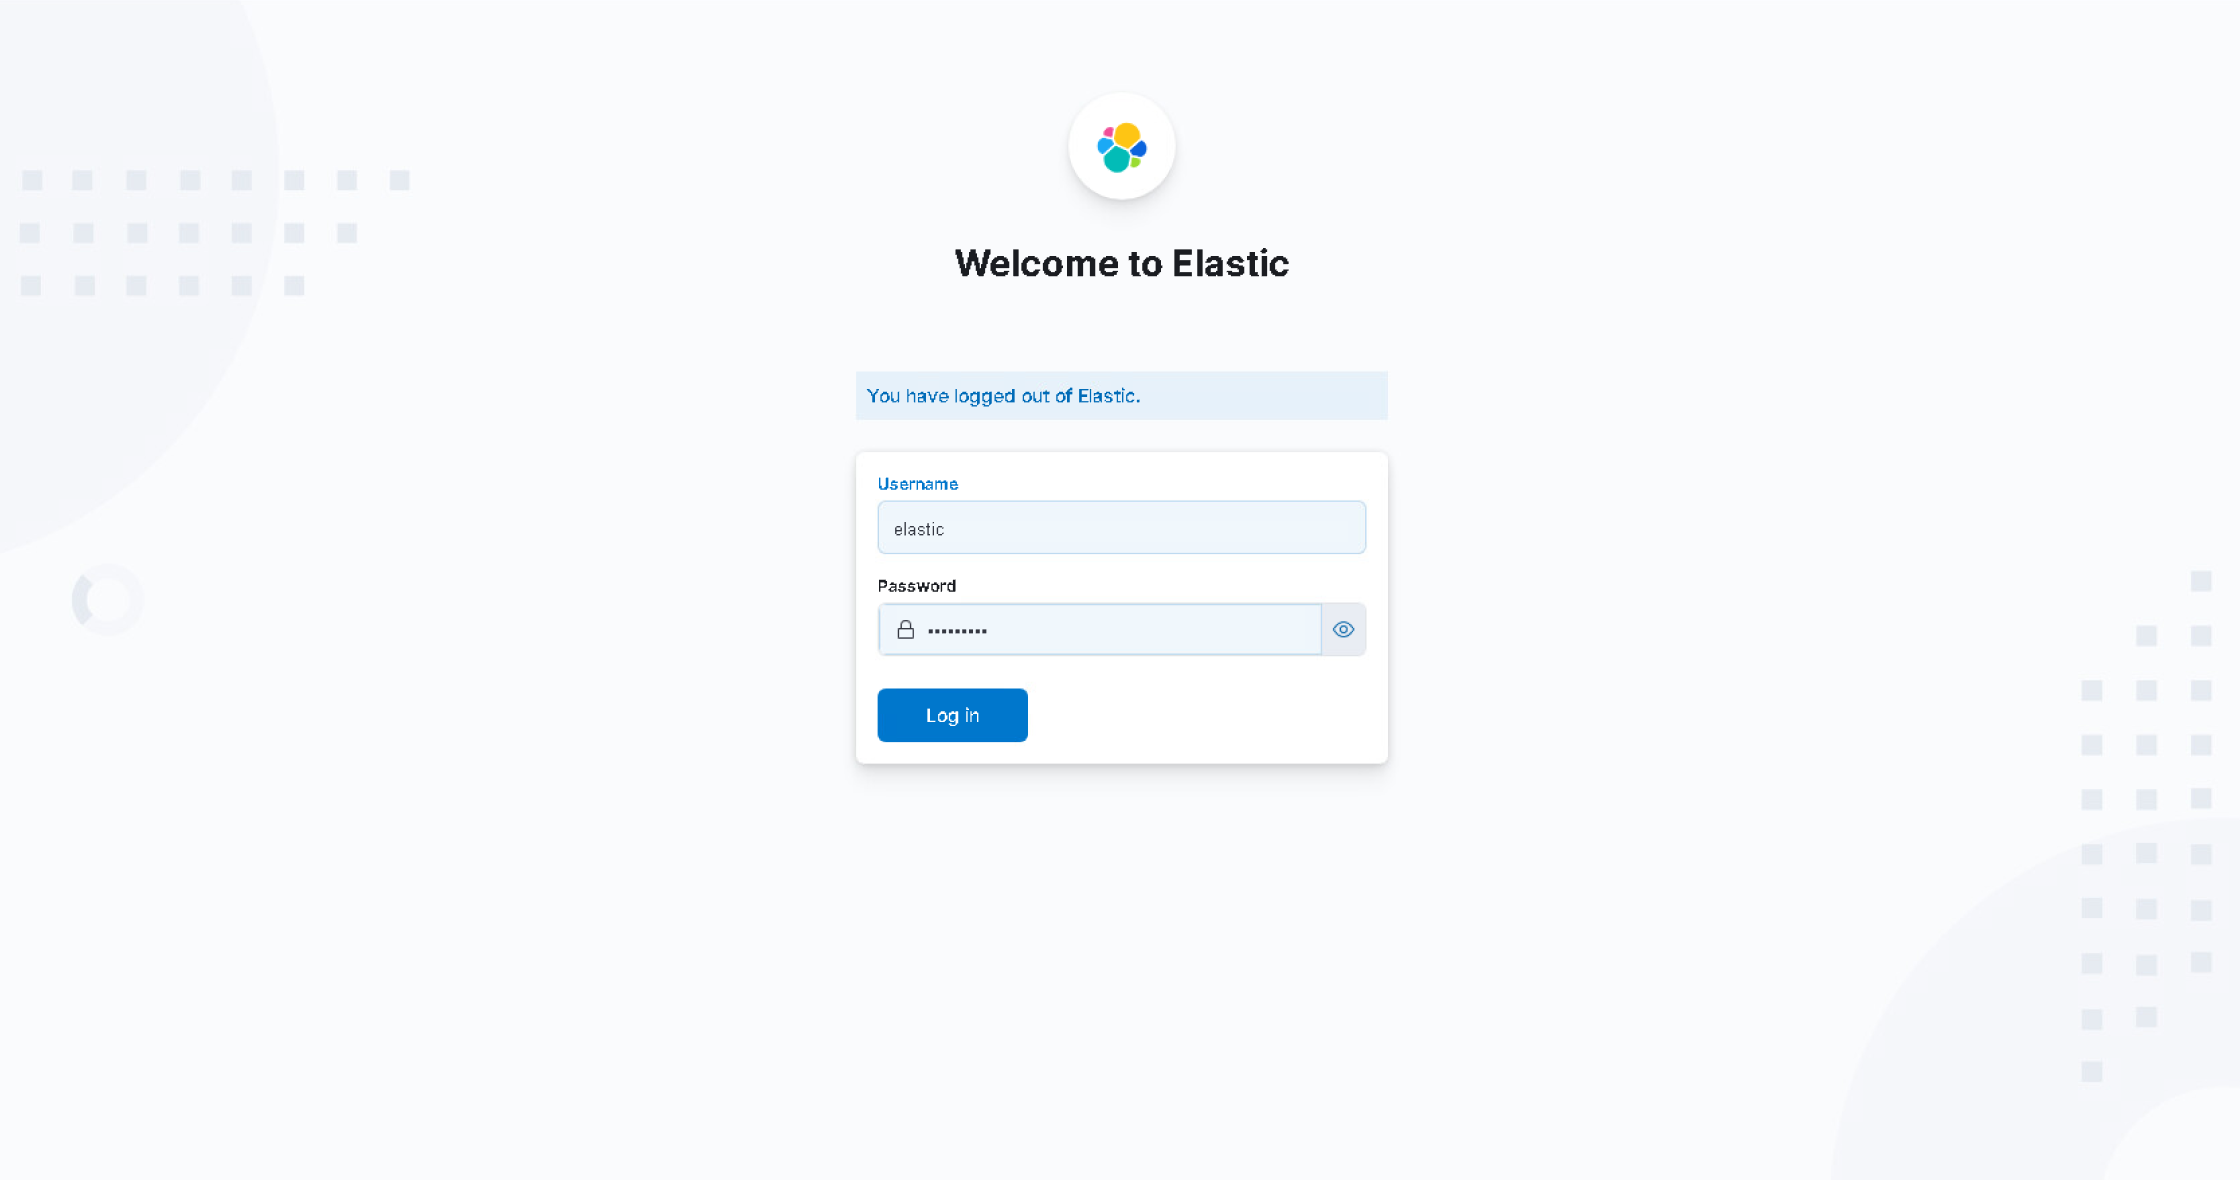 Welcome to Elastic
You have logged out of Elastic.
Username
elastic
Password
•••••••••
Log in